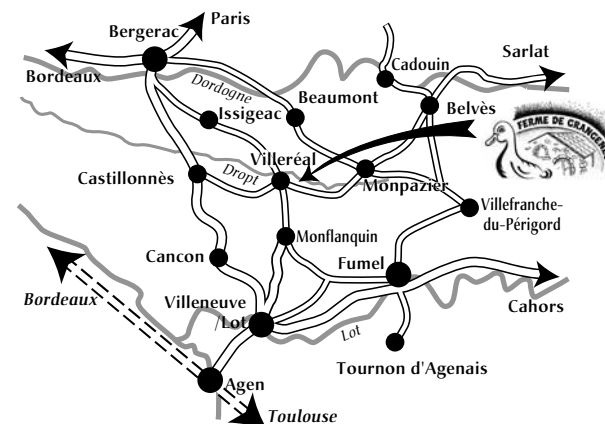 Paris
Bergerac
Sarlat
Cadouin
Bordeaux
Dordogne
Beaumont
Belvès
Issigeac
FERME DE GRANGERIE
Villeréal
Castillonnès
Dropt
Monpazier
Villefranche-
du-Périgord
Monflanquin
Cancon
Fumel
Bordeaux
Villeneuve
/Lot
Cahors
Lot
Tournon d'Agenais
Agen
Toulouse